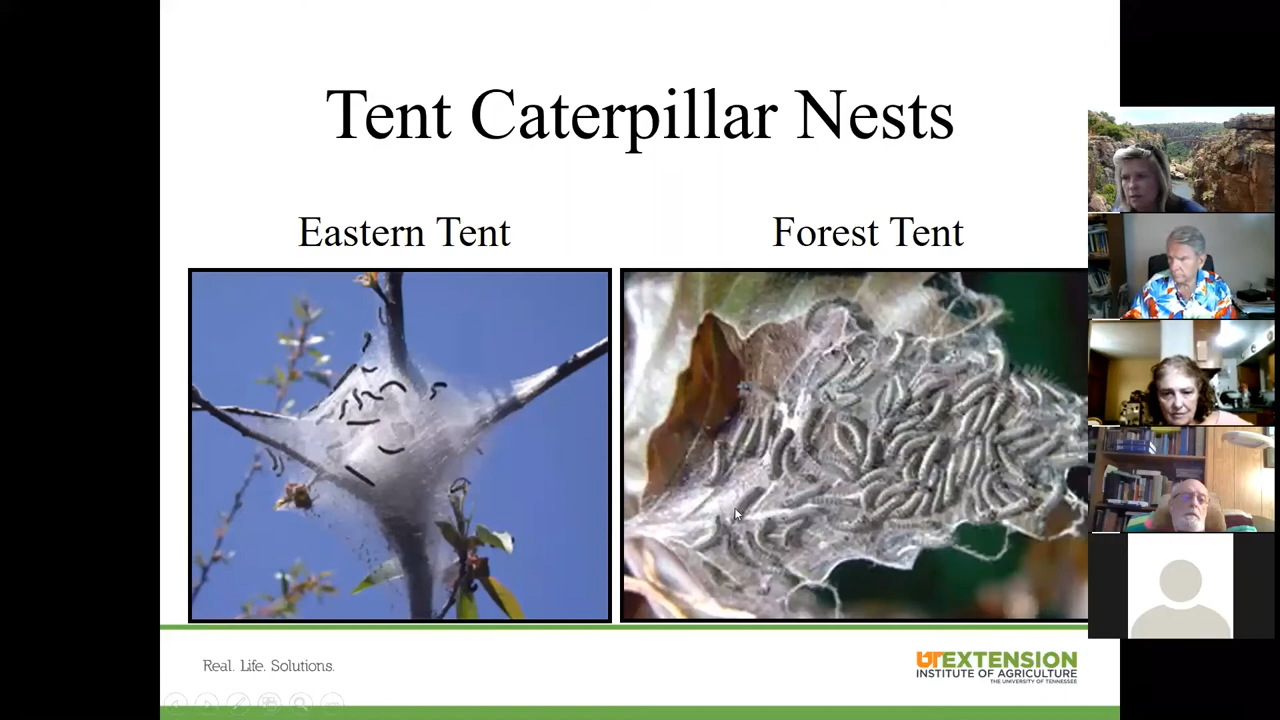 Tent Caterpillar Nests
Eastern Tent
Forest Tent
Real. Life. Solutions.
UTEXTENSION
INSTITUTE OF AGRICULTURE
THE UNIVERSITY OF TENNESSEE